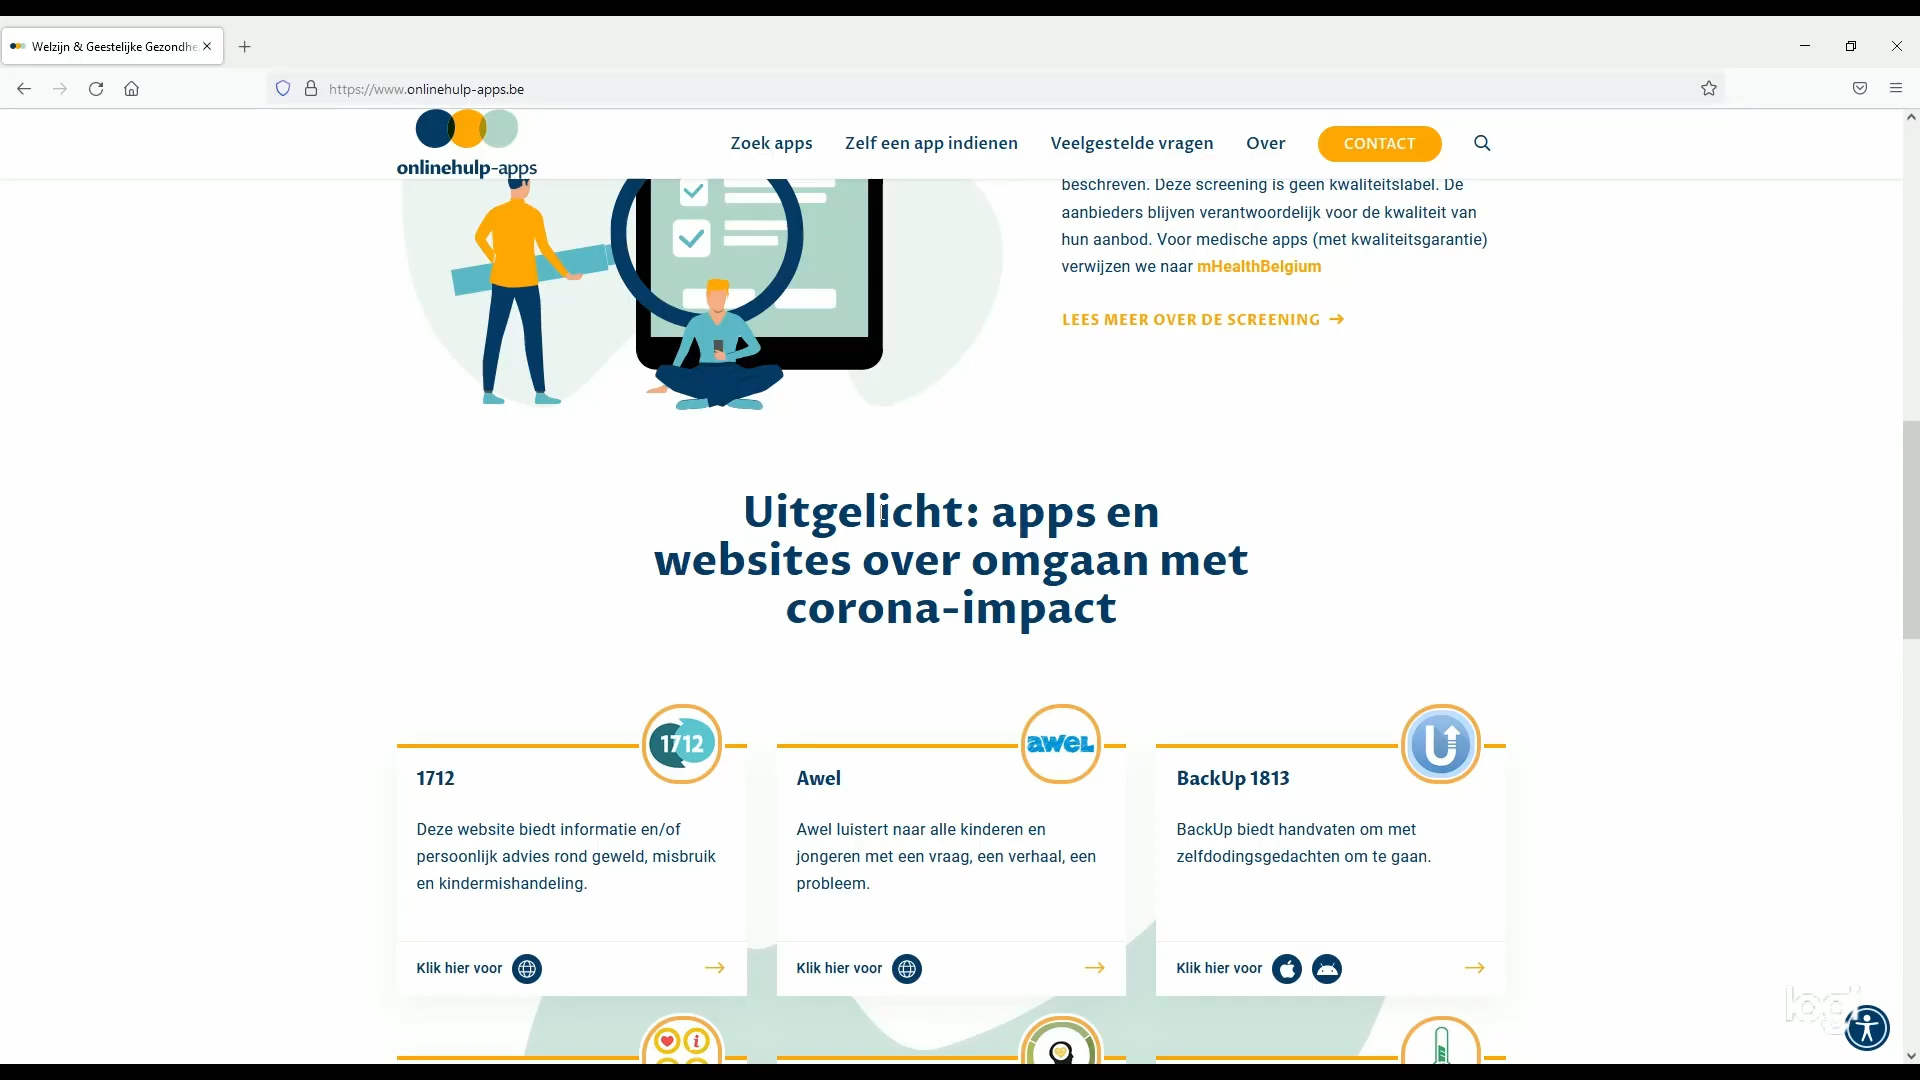 Welzijn & Geestelijke Gezondhe
https://www.onlinehulp-apps.be
onlinehulp-apps
Zoek apps
Zelf een app indienen
Veelgestelde vragen
Over
CONTACT
beschreven. Deze screening is geen kwaliteitslabel. De
aanbieders blijven verantwoordelijk voor de kwaliteit van
hun aanbod. Voor medische apps (met kwaliteitsgarantie)
verwijzen we naar mHealthBelgium
LEES MEER OVER DE SCREENING
Uitgelicht: apps en
websites over omgaan met
corona-impact
1712
1712
Deze website biedt informatie en/of
persoonlijk advies rond geweld, misbruik
en kindermishandeling.
Klik hier voor
awel
Awel
Awel luistert naar alle kinderen en
jongeren met een vraag, een verhaal, een
probleem.
Klik hier voor
U
BackUp 1813
BackUp biedt handvaten om met
zelfdodingsgedachten om te gaan.
Klik hier voor
i
logi